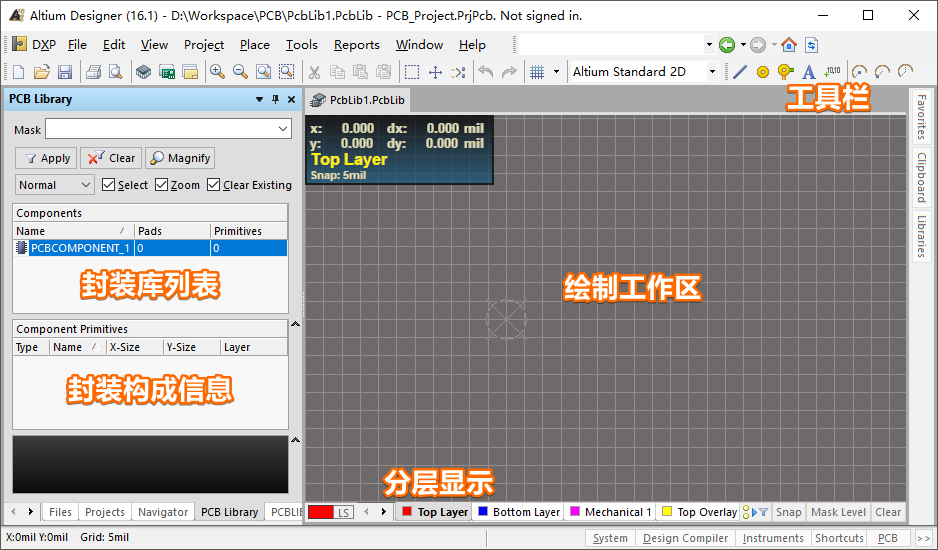 Altium Designer (16.1) - D:\Workspace\PCB\PcbLib1.PcbLib - PCB_Project.PrjPcb. Not signed in.
DXP File Edit View Project Place Tools Reports Window Help
Altium Standard 2D
A +10,10
工具栏
PCB Library
PcbLib1.PcbLib
Mask
Apply Clear Magnify
Normal Select Zoom Clear Existing
x: 0.000 dx: 0.000 mil
y: 0.000 dy: 0.000 mil
Top Layer
Snap: 5mil
Components
Name Pads Primitives
PCBCOMPONENT_1 0 0
封装库列表
绘制工作区
Component Primitives
Type Name X-Size Y-Size Layer
封装构成信息
分层显示
Favorites
Clipboard
Libraries
Files Projects Navigator PCB Library PCBLIE
LS Top Layer Bottom Layer Mechanical 1 Top Overlay Snap Mask Level Clear
X:0mil Y:0mil Grid: 5mil
System Design Compiler Instruments Shortcuts PCB >>